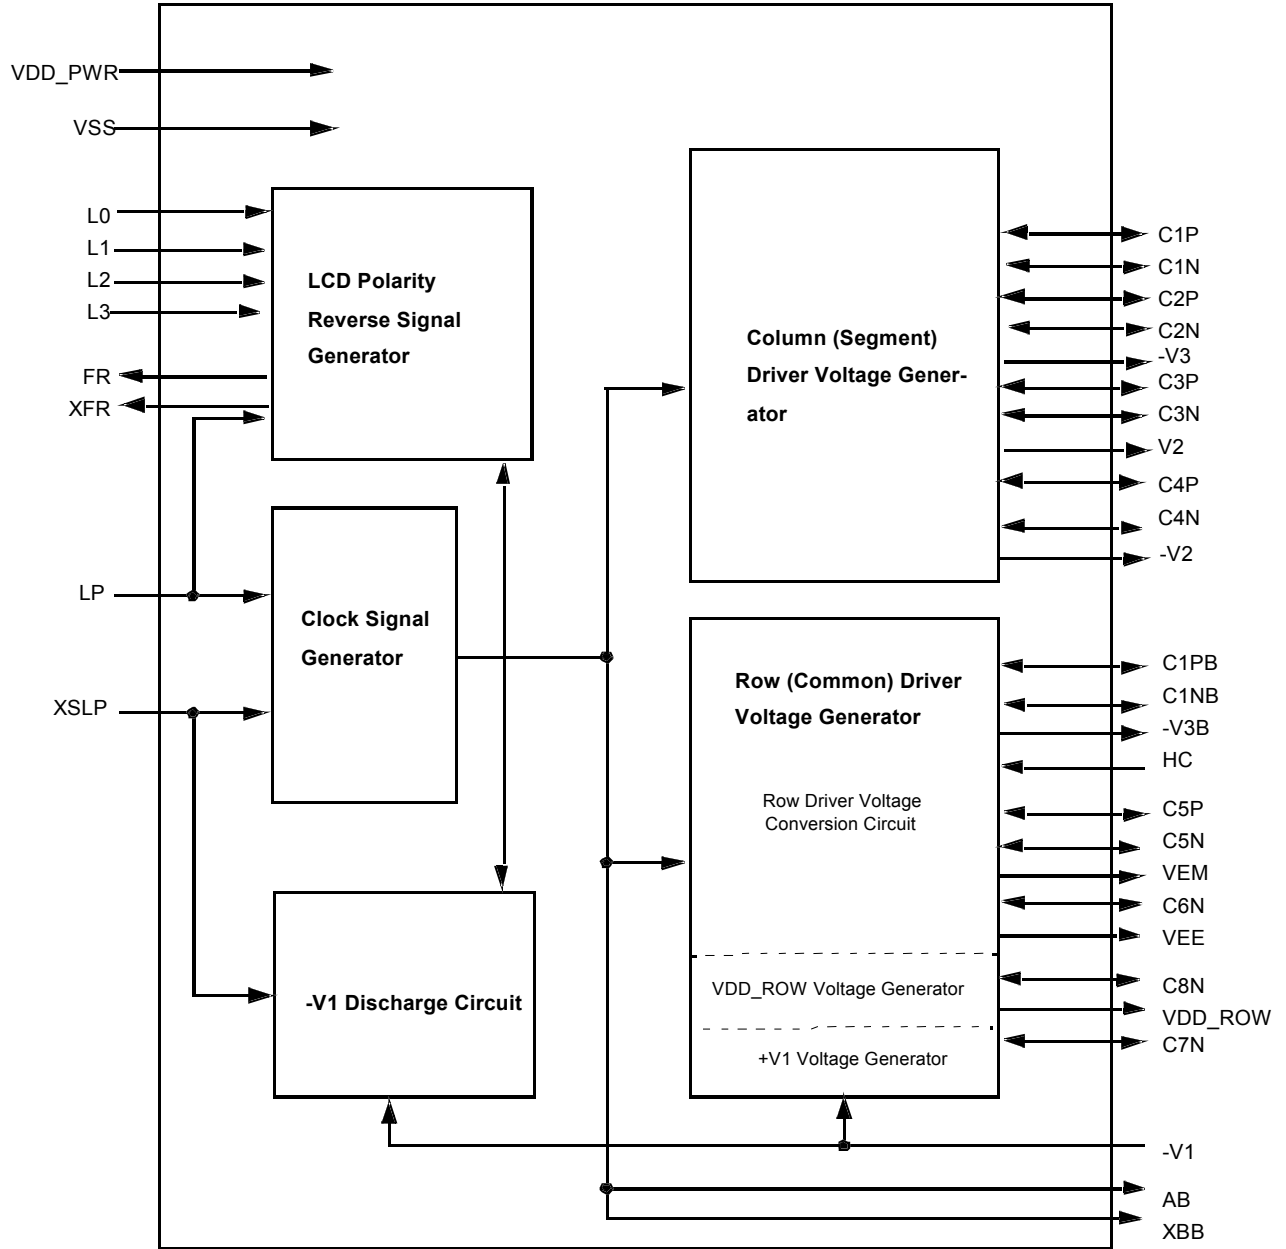 VDD_PWR
VSS
L0
L1
L2
L3
FR
XFR
LP
XSLP
LCD Polarity
Reverse Signal
Generator
Clock Signal
Generator
-V1 Discharge Circuit
Column (Segment)
Driver Voltage Gener-
ator
Row (Common) Driver
Voltage Generator
Row Driver Voltage
Conversion Circuit
VDD_ROW Voltage Generator
+V1 Voltage Generator
C1P
C1N
C2P
C2N
-V3
C3P
C3N
V2
C4P
C4N
-V2
C1PB
C1NB
-V3B
HC
C5P
C5N
VEM
C6N
VEE
C8N
VDD_ROW
C7N
-V1
AB
XBB